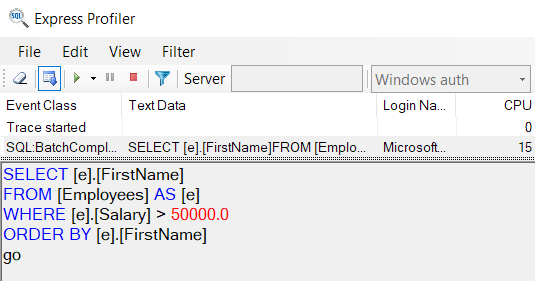 Express Profiler
File Edit View Filter
Server Windows auth
Event Class Text Data Login Na... CPU
Trace started 0
SQL:BatchCompl... SELECT [e].[FirstName]FROM [Emplo... Microsoft... 15
SELECT [e].[FirstName]
FROM [Employees] AS [e]
WHERE [e].[Salary] > 50000.0
ORDER BY [e].[FirstName]
go